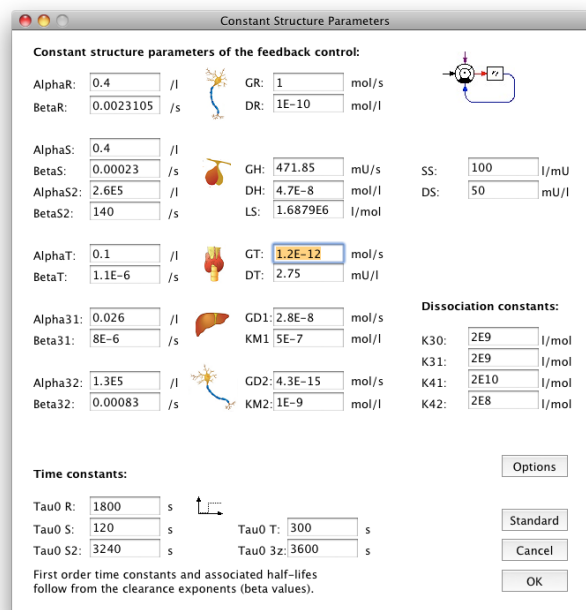 Constant Structure Parameters
Constant structure parameters of the feedback control:
AlphaR: 0.4 /l GR: 1 mol/s
BetaR: 0.0023105 /s DR: 1E-10 mol/l
AlphaS: 0.4 /l
BetaS: 0.00023 /s GH: 471.85 mU/s SS: 100 l/mU
AlphaS2: 2.6E5 /l DH: 4.7E-8 mol/l DS: 50 mU/l
BetaS2: 140 /s LS: 1.6879E6 l/mol
AlphaT: 0.1 /l GT: 1.2E-12 mol/s
BetaT: 1.1E-6 /s DT: 2.75 mU/l
Dissociation constants:
Alpha31: 0.026 /l GD1: 2.8E-8 mol/s
Beta31: 8E-6 /s KM1 5E-7 mol/l K30: 2E9 l/mol
K31: 2E9 l/mol
Alpha32: 1.3E5 /l GD2: 4.3E-15 mol/s K41: 2E10 l/mol
Beta32: 0.00083 /s KM2: 1E-9 mol/l K42: 2E8 l/mol
Options
Time constants:
Tau0 R: 1800 s
Standard
Tau0 S: 120 s Tau0 T: 300 s
Tau0 S2: 3240 s Tau0 3z: 3600 s
Cancel
First order time constants and associated half-lifes
follow from the clearance exponents (beta values).
OK